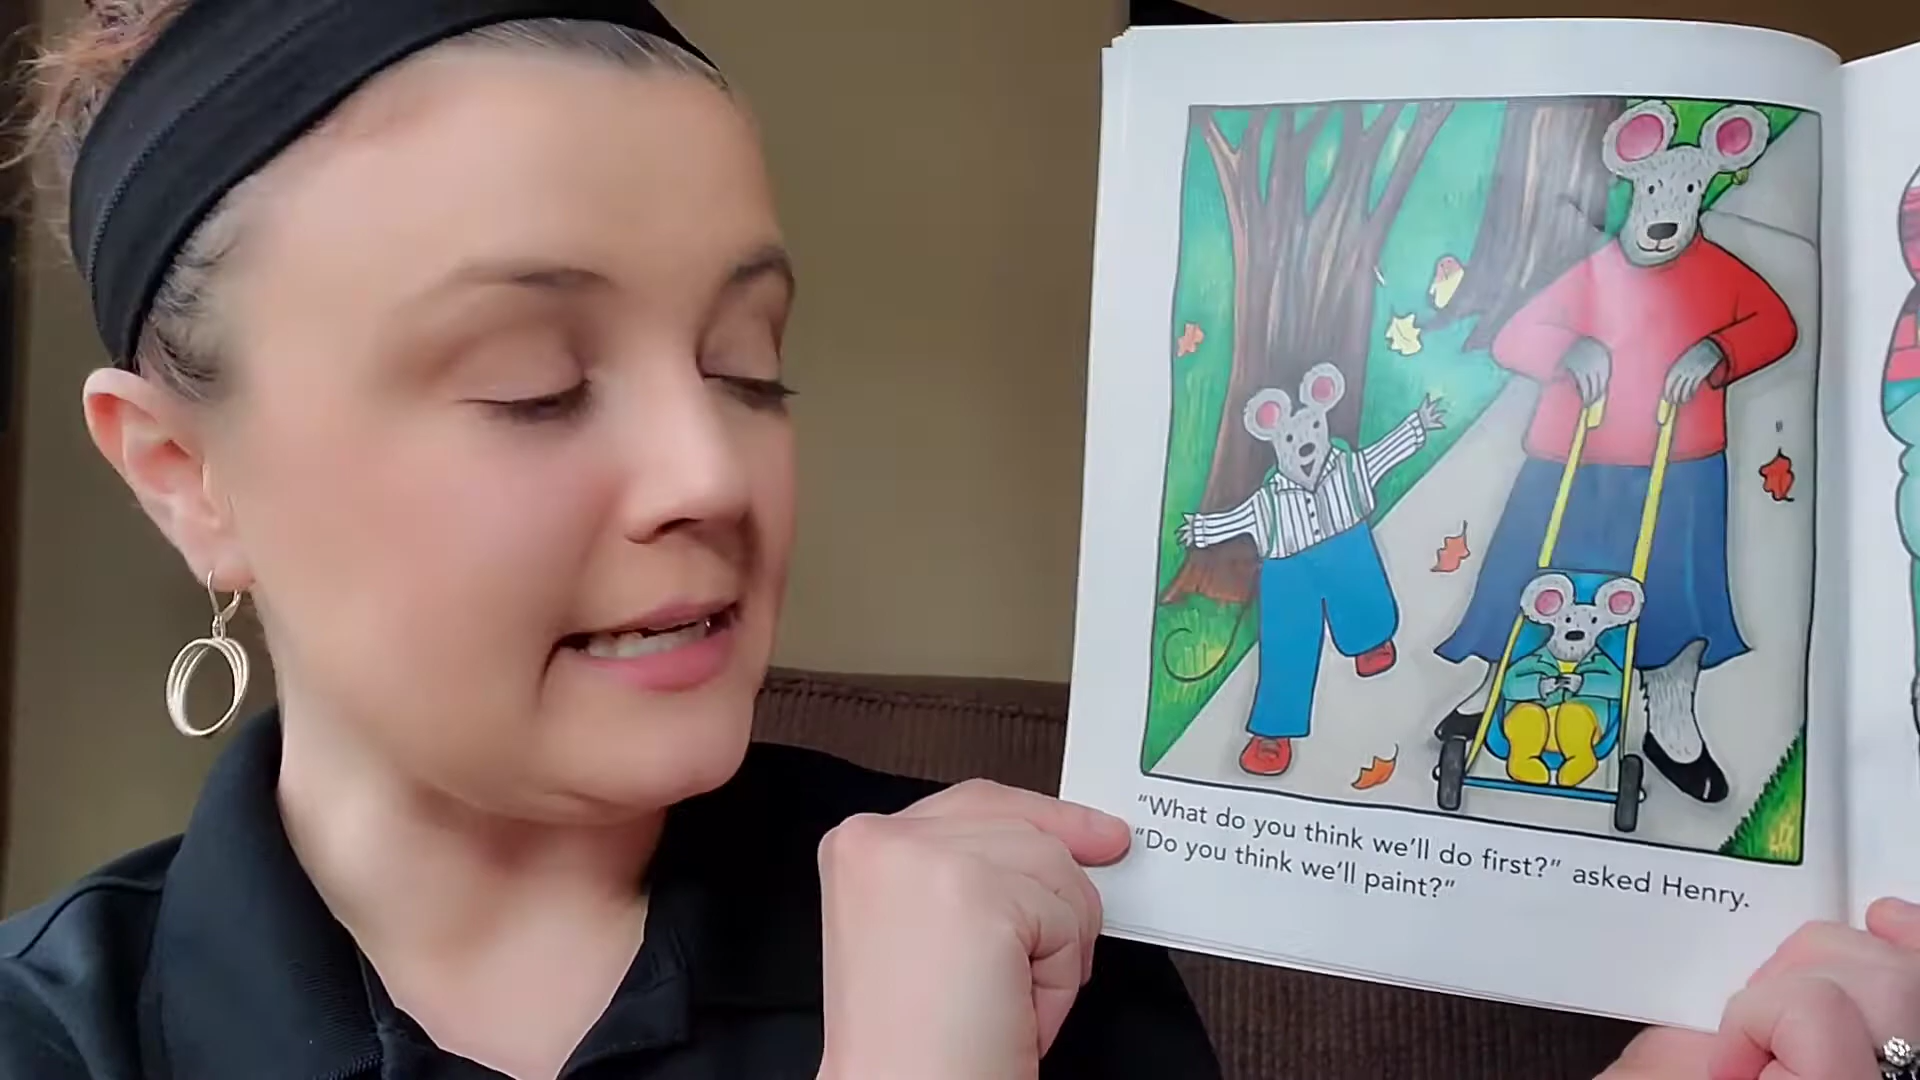 “What do you think we’ll do first?” asked Henry.
“Do you think we’ll paint?”